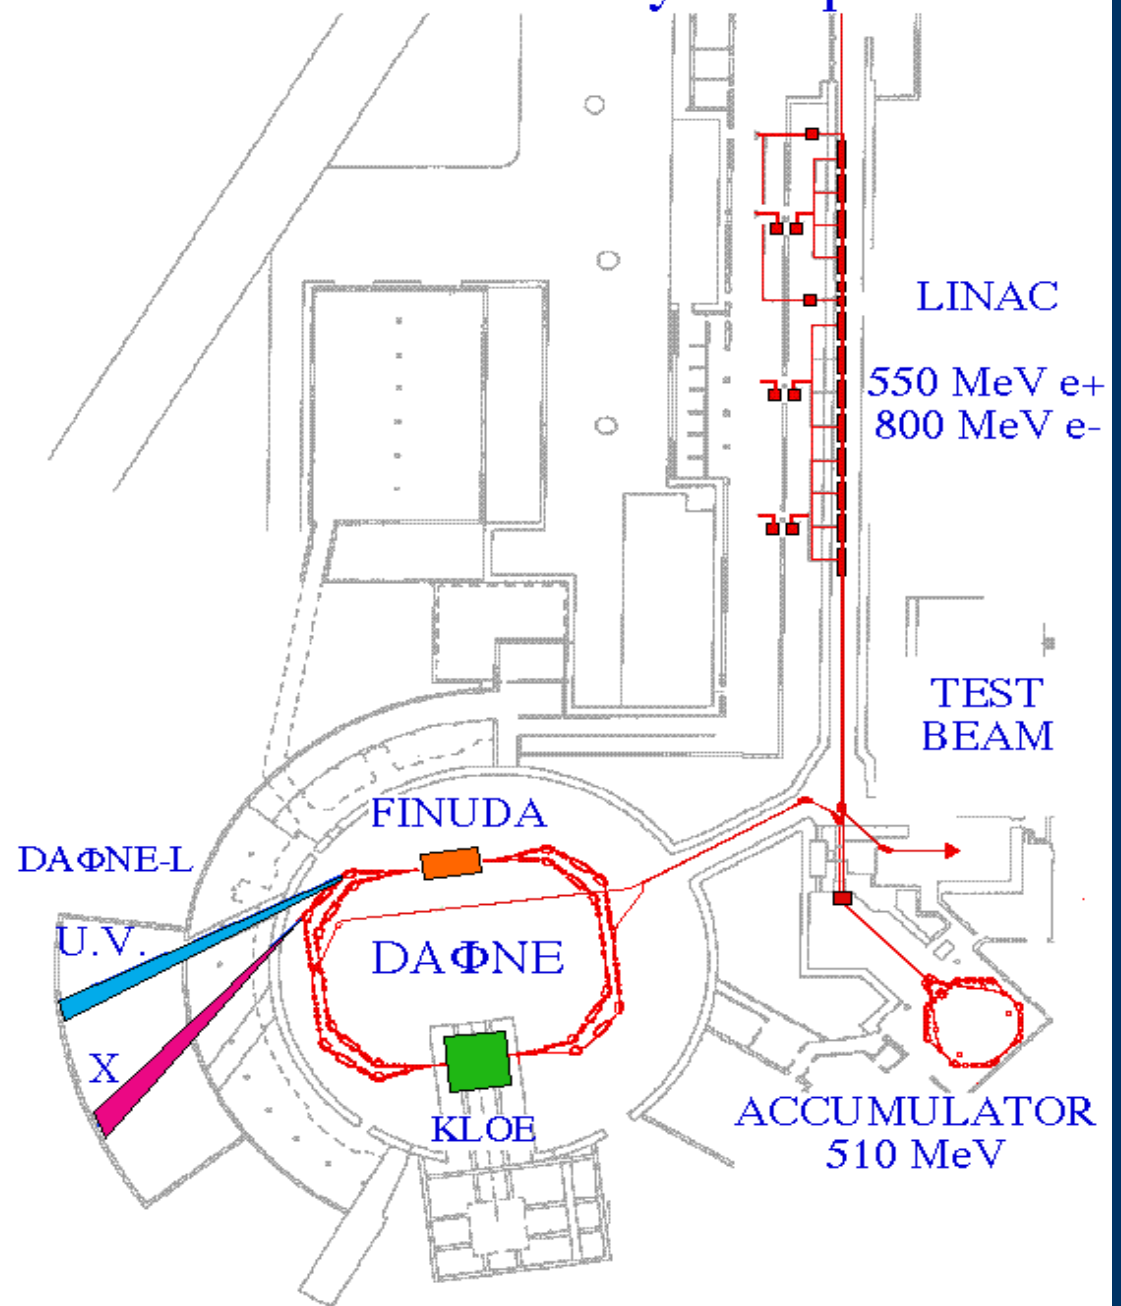 LINAC
550 MeV e+
800 MeV e-
TEST
BEAM
FINUDA
DAΦNE-L
U.V.
DAΦNE
X
KLOE
ACCUMULATOR
510 MeV